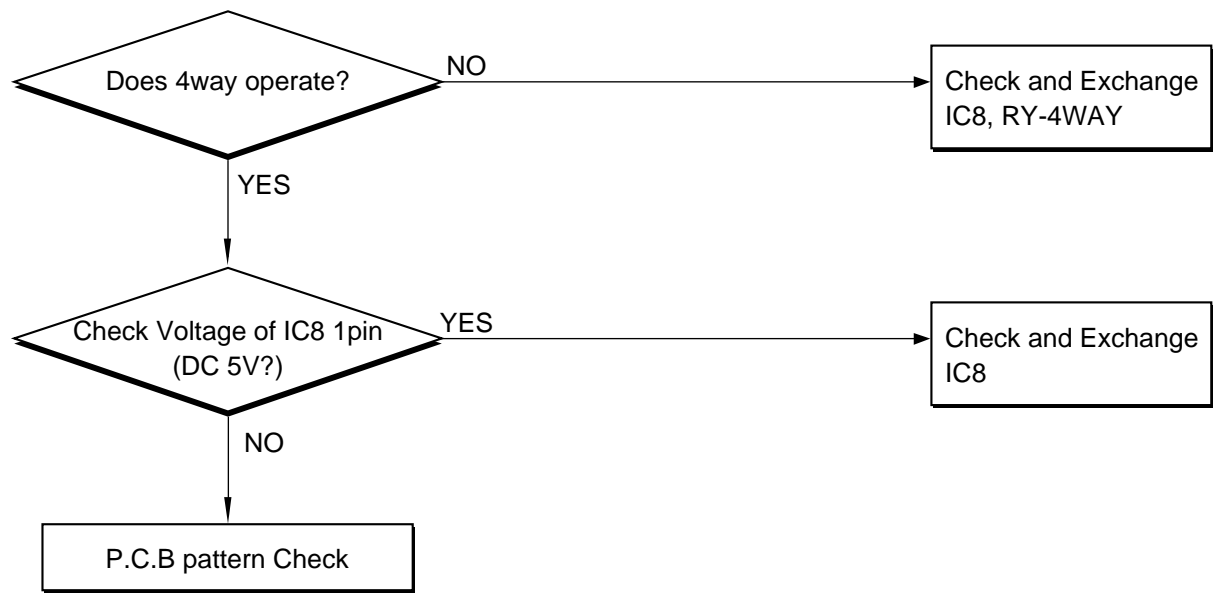 Does 4way operate?
NO
Check and Exchange
IC8, RY-4WAY
YES
Check Voltage of IC8 1pin
(DC 5V?)
YES
Check and Exchange
IC8
NO
P.C.B pattern Check